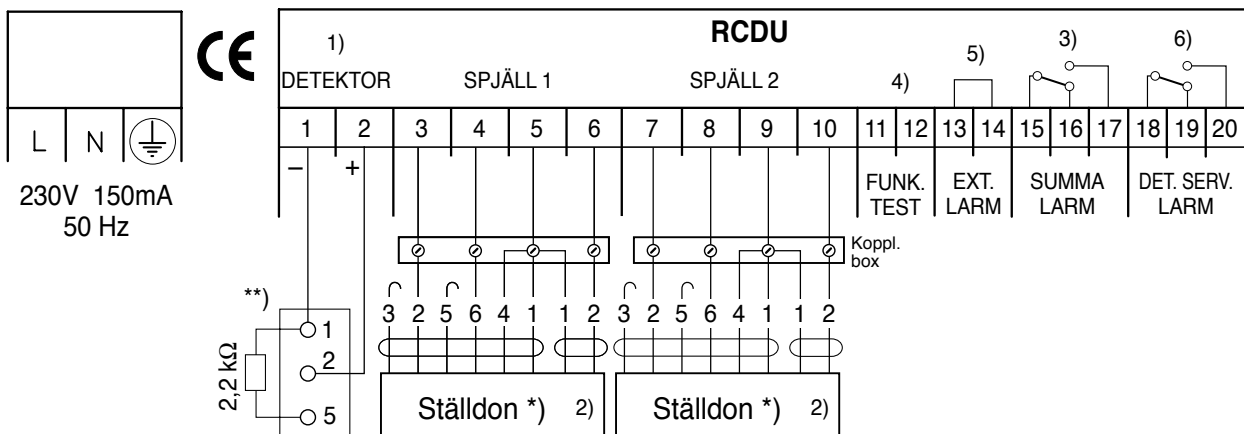 RCDU
1) 3) 5) 6)
DETEKTOR SPJÄLL 1 SPJÄLL 2 4)
L N
1 2 3 4 5 6 7 8 9 10 11 12 13 14 15 16 17 18 19 20
– +
230V 150mA
50 Hz
FUNK. TEST
EXT. LARM
SUMMA LARM
DET. SERV. LARM
Koppl.
box
**)
3 2 5 6 4 1 1 2 3 2 5 6 4 1 1 2
1
2
5
2,2 kΩ
Ställdon *) 2) Ställdon *) 2)
CE